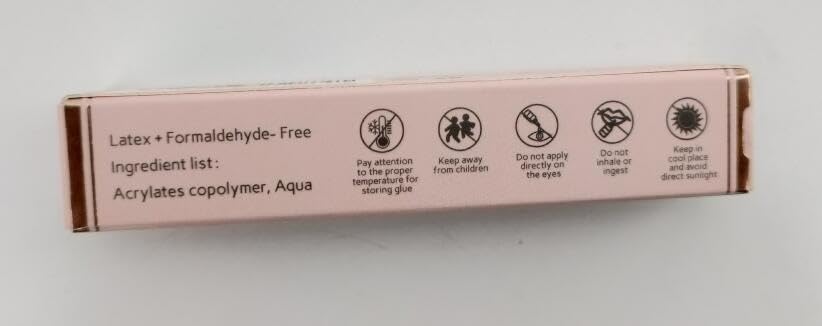 Latex + Formaldehyde- Free
Ingredient list :
Acrylates copolymer, Aqua
Pay attention
to the proper
temperature for
storing glue
Keep away
from children
Do not apply
directly on
the eyes
Do not
inhale or
ingest
Keep in
cool place
and avoid
direct sunlight